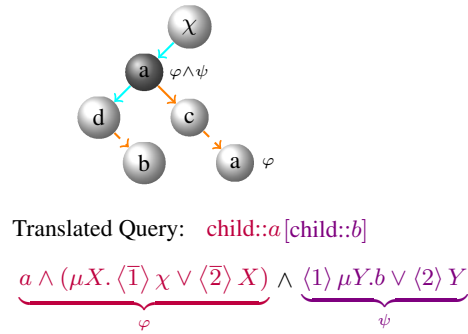 χ
a φ∧ψ
d c
b a φ
Translated Query: child::a[child::b]
a ∧ (μX. ⟨1̅⟩ χ ∨ ⟨2̅⟩ X) ∧ ⟨1⟩ μY.b ∨ ⟨2⟩ Y
φ ψ